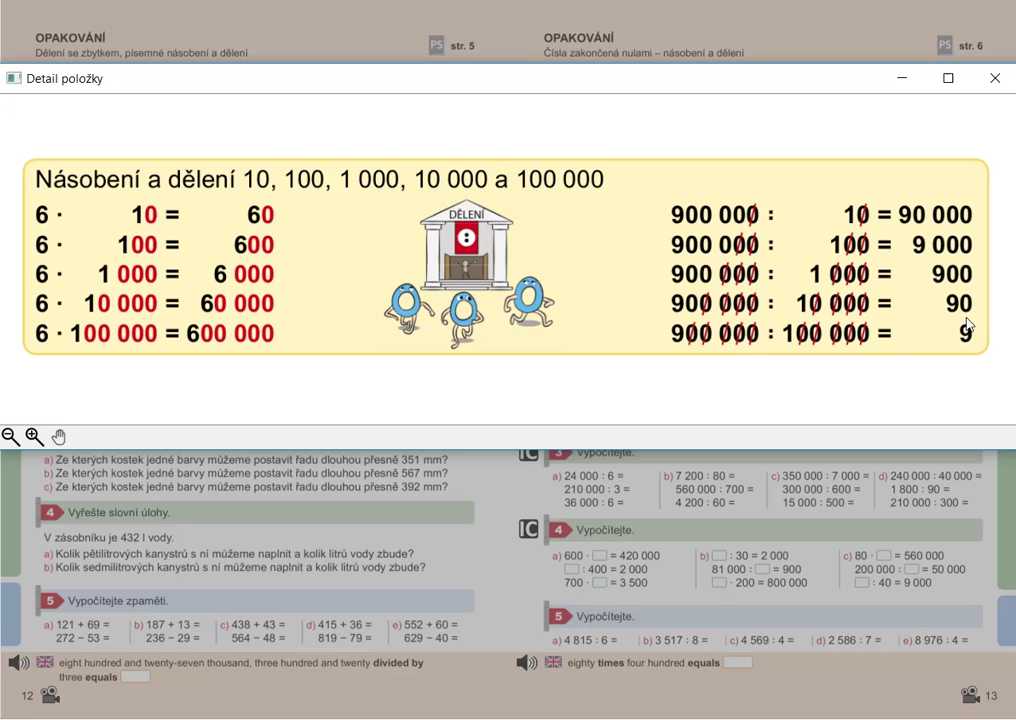 OPAKOVÁNÍ
Dělení se zbytkem, písemné násobení a dělení
PS str. 5
OPAKOVÁNÍ
Čísla zakončená nulami – násobení a dělení
PS str. 6
Detail položky
Násobení a dělení 10, 100, 1 000, 10 000 a 100 000
6 · 10 = 60
6 · 100 = 600
6 · 1 000 = 6 000
6 · 10 000 = 60 000
6 · 100 000 = 600 000
DĚLENÍ
:
900 000 : 10 = 90 000
900 000 : 100 = 9 000
900 000 : 1 000 = 900
900 000 : 10 000 = 90
900 000 : 100 000 = 9
a) Ze kterých kostek jedné barvy můžeme postavit řadu dlouhou přesně 351 mm?
b) Ze kterých kostek jedné barvy můžeme postavit řadu dlouhou přesně 567 mm?
c) Ze kterých kostek jedné barvy můžeme postavit řadu dlouhou přesně 392 mm?
4 Vyřešte slovní úlohy.
V zásobníku je 432 l vody.
a) Kolik pětilitrových kanystrů s ní můžeme naplnit a kolik litrů vody zbude?
b) Kolik sedmilitrových kanystrů s ní můžeme naplnit a kolik litrů vody zbude?
5 Vypočítejte zpaměti.
a) 121 + 69 = b) 187 + 13 = c) 438 + 43 = d) 415 + 36 = e) 552 + 60 =
272 – 53 = 236 – 29 = 564 – 48 = 819 – 79 = 629 – 40 =
eight hundred and twenty-seven thousand, three hundred and twenty divided by
three equals
12
3 Vypočítejte.
a) 24 000 : 6 = b) 7 200 : 80 = c) 350 000 : 7 000 = d) 240 000 : 40 000 =
210 000 : 3 = 560 000 : 700 = 300 000 : 600 = 1 800 : 90 =
36 000 : 6 = 4 200 : 60 = 15 000 : 500 = 210 000 : 300 =
4 Vypočítejte.
a) 600 · = 420 000 b) : 30 = 2 000 c) 80 · = 560 000
: 400 = 2 000 81 000 : = 900 200 000 : = 50 000
700 · = 3 500 · 200 = 800 000 : 40 = 9 000
5 Vypočítejte.
a) 4 815 : 6 = b) 3 517 : 8 = c) 4 569 : 4 = d) 2 586 : 7 = e) 8 976 : 4 =
eighty times four hundred equals
13